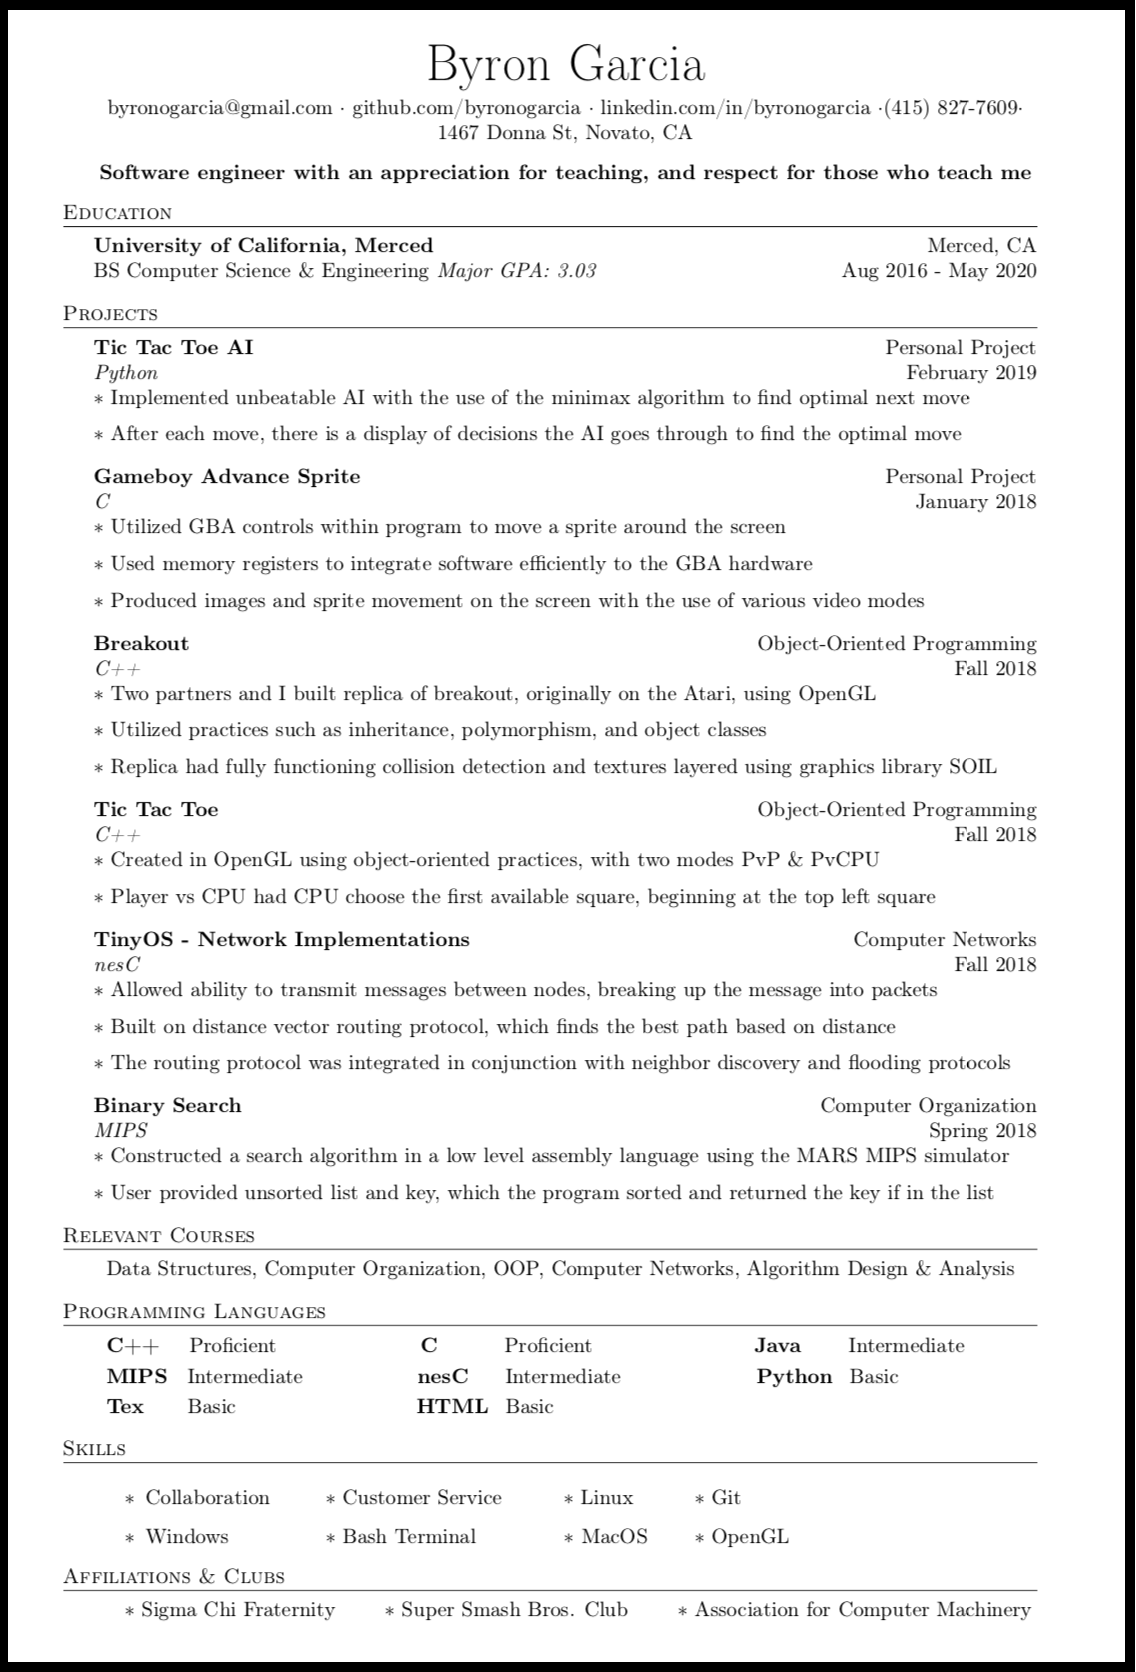 Byron Garcia
byronogarcia@gmail.com · github.com/byronogarcia · linkedin.com/in/byronogarcia ·(415) 827-7609·
1467 Donna St, Novato, CA
Software engineer with an appreciation for teaching, and respect for those who teach me
Education
University of California, Merced Merced, CA
BS Computer Science & Engineering Major GPA: 3.03 Aug 2016 - May 2020
Projects
Tic Tac Toe AI Personal Project
Python February 2019
* Implemented unbeatable AI with the use of the minimax algorithm to find optimal next move
* After each move, there is a display of decisions the AI goes through to find the optimal move
Gameboy Advance Sprite Personal Project
C January 2018
* Utilized GBA controls within program to move a sprite around the screen
* Used memory registers to integrate software efficiently to the GBA hardware
* Produced images and sprite movement on the screen with the use of various video modes
Breakout Object-Oriented Programming
C++ Fall 2018
* Two partners and I built replica of breakout, originally on the Atari, using OpenGL
* Utilized practices such as inheritance, polymorphism, and object classes
* Replica had fully functioning collision detection and textures layered using graphics library SOIL
Tic Tac Toe Object-Oriented Programming
C++ Fall 2018
* Created in OpenGL using object-oriented practices, with two modes PvP & PvCPU
* Player vs CPU had CPU choose the first available square, beginning at the top left square
TinyOS - Network Implementations Computer Networks
nesC Fall 2018
* Allowed ability to transmit messages between nodes, breaking up the message into packets
* Built on distance vector routing protocol, which finds the best path based on distance
* The routing protocol was integrated in conjunction with neighbor discovery and flooding protocols
Binary Search Computer Organization
MIPS Spring 2018
* Constructed a search algorithm in a low level assembly language using the MARS MIPS simulator
* User provided unsorted list and key, which the program sorted and returned the key if in the list
Relevant Courses
Data Structures, Computer Organization, OOP, Computer Networks, Algorithm Design & Analysis
Programming Languages
C++ Proficient C Proficient Java Intermediate
MIPS Intermediate nesC Intermediate Python Basic
Tex Basic HTML Basic
Skills
* Collaboration * Customer Service * Linux * Git
* Windows * Bash Terminal * MacOS * OpenGL
Affiliations & Clubs
* Sigma Chi Fraternity * Super Smash Bros. Club * Association for Computer Machinery